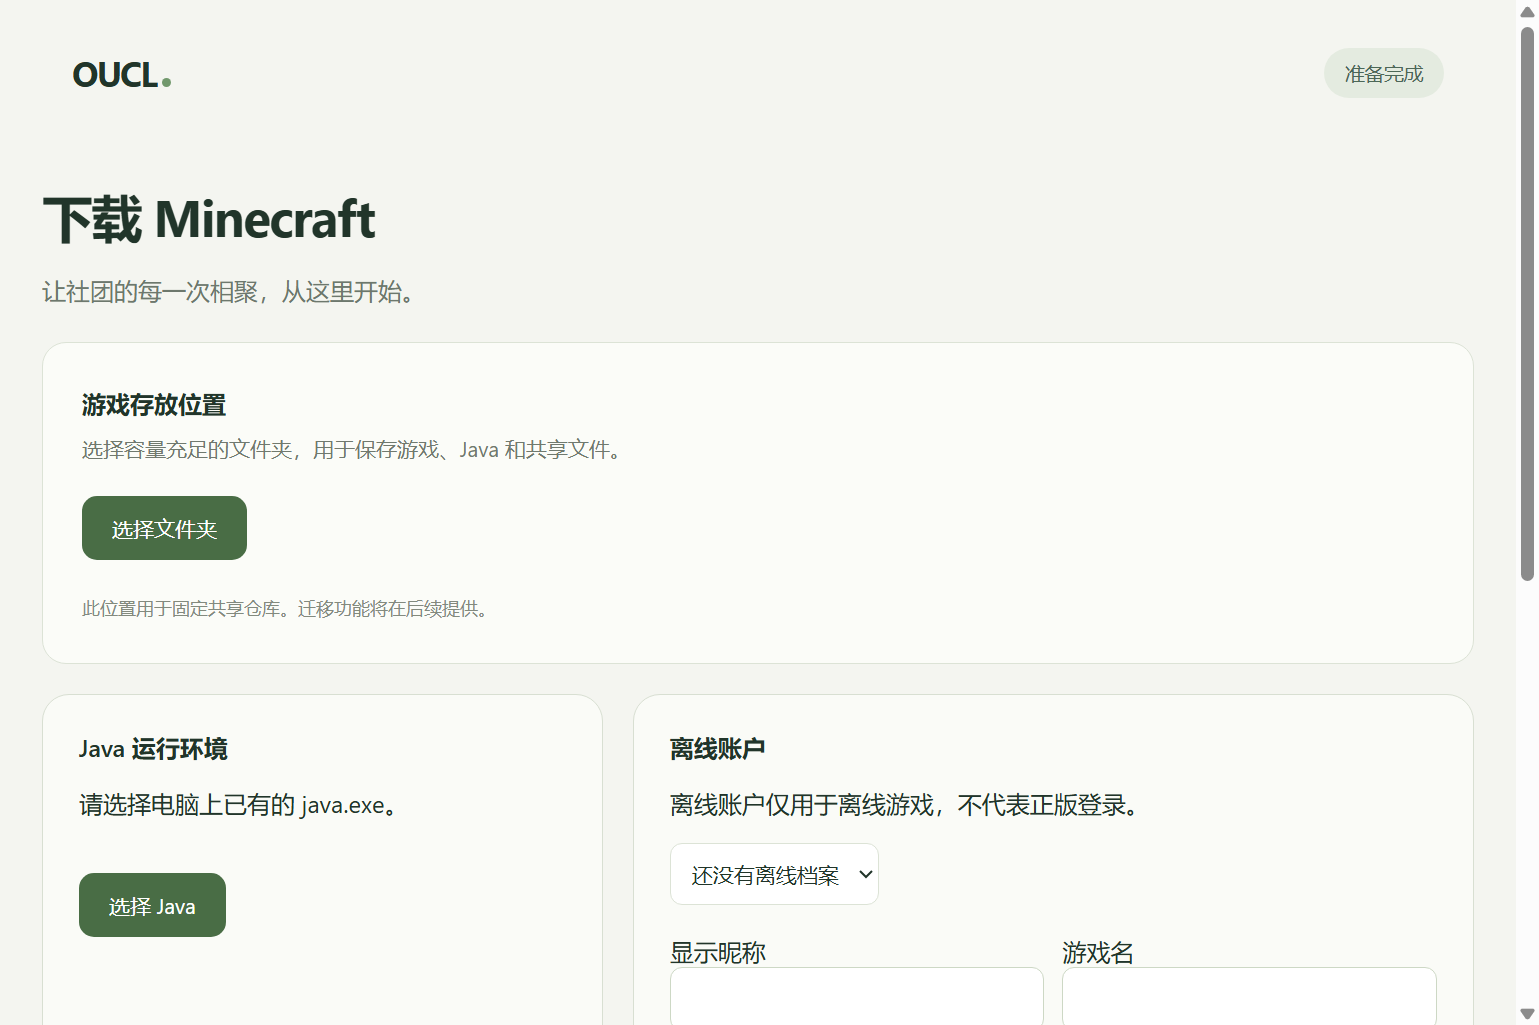 OUCL.
准备完成
下载 Minecraft
让社团的每一次相聚，从这里开始。
游戏存放位置
选择容量充足的文件夹，用于保存游戏、Java 和共享文件。
选择文件夹
此位置用于固定共享仓库。迁移功能将在后续提供。
Java 运行环境
请选择电脑上已有的 java.exe。
选择 Java
离线账户
离线账户仅用于离线游戏，不代表正版登录。
还没有离线档案
显示昵称
游戏名